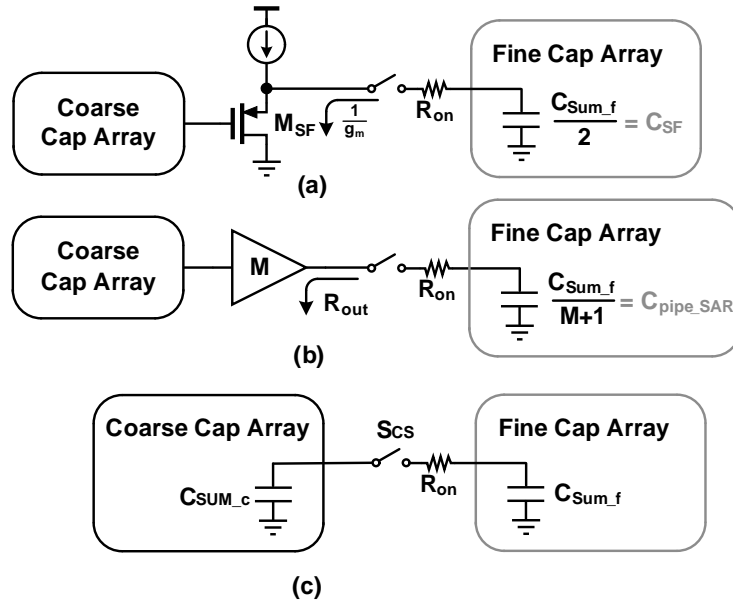 Coarse
Cap Array
M_SF
1
g_m
R_on
Fine Cap Array
C_Sum_f
2
= C_SF
(a)
Coarse
Cap Array
M
R_out
R_on
Fine Cap Array
C_Sum_f
M+1
= C_pipe_SAR
(b)
Coarse Cap Array
C_SUM_c
S_CS
R_on
Fine Cap Array
C_Sum_f
(c)